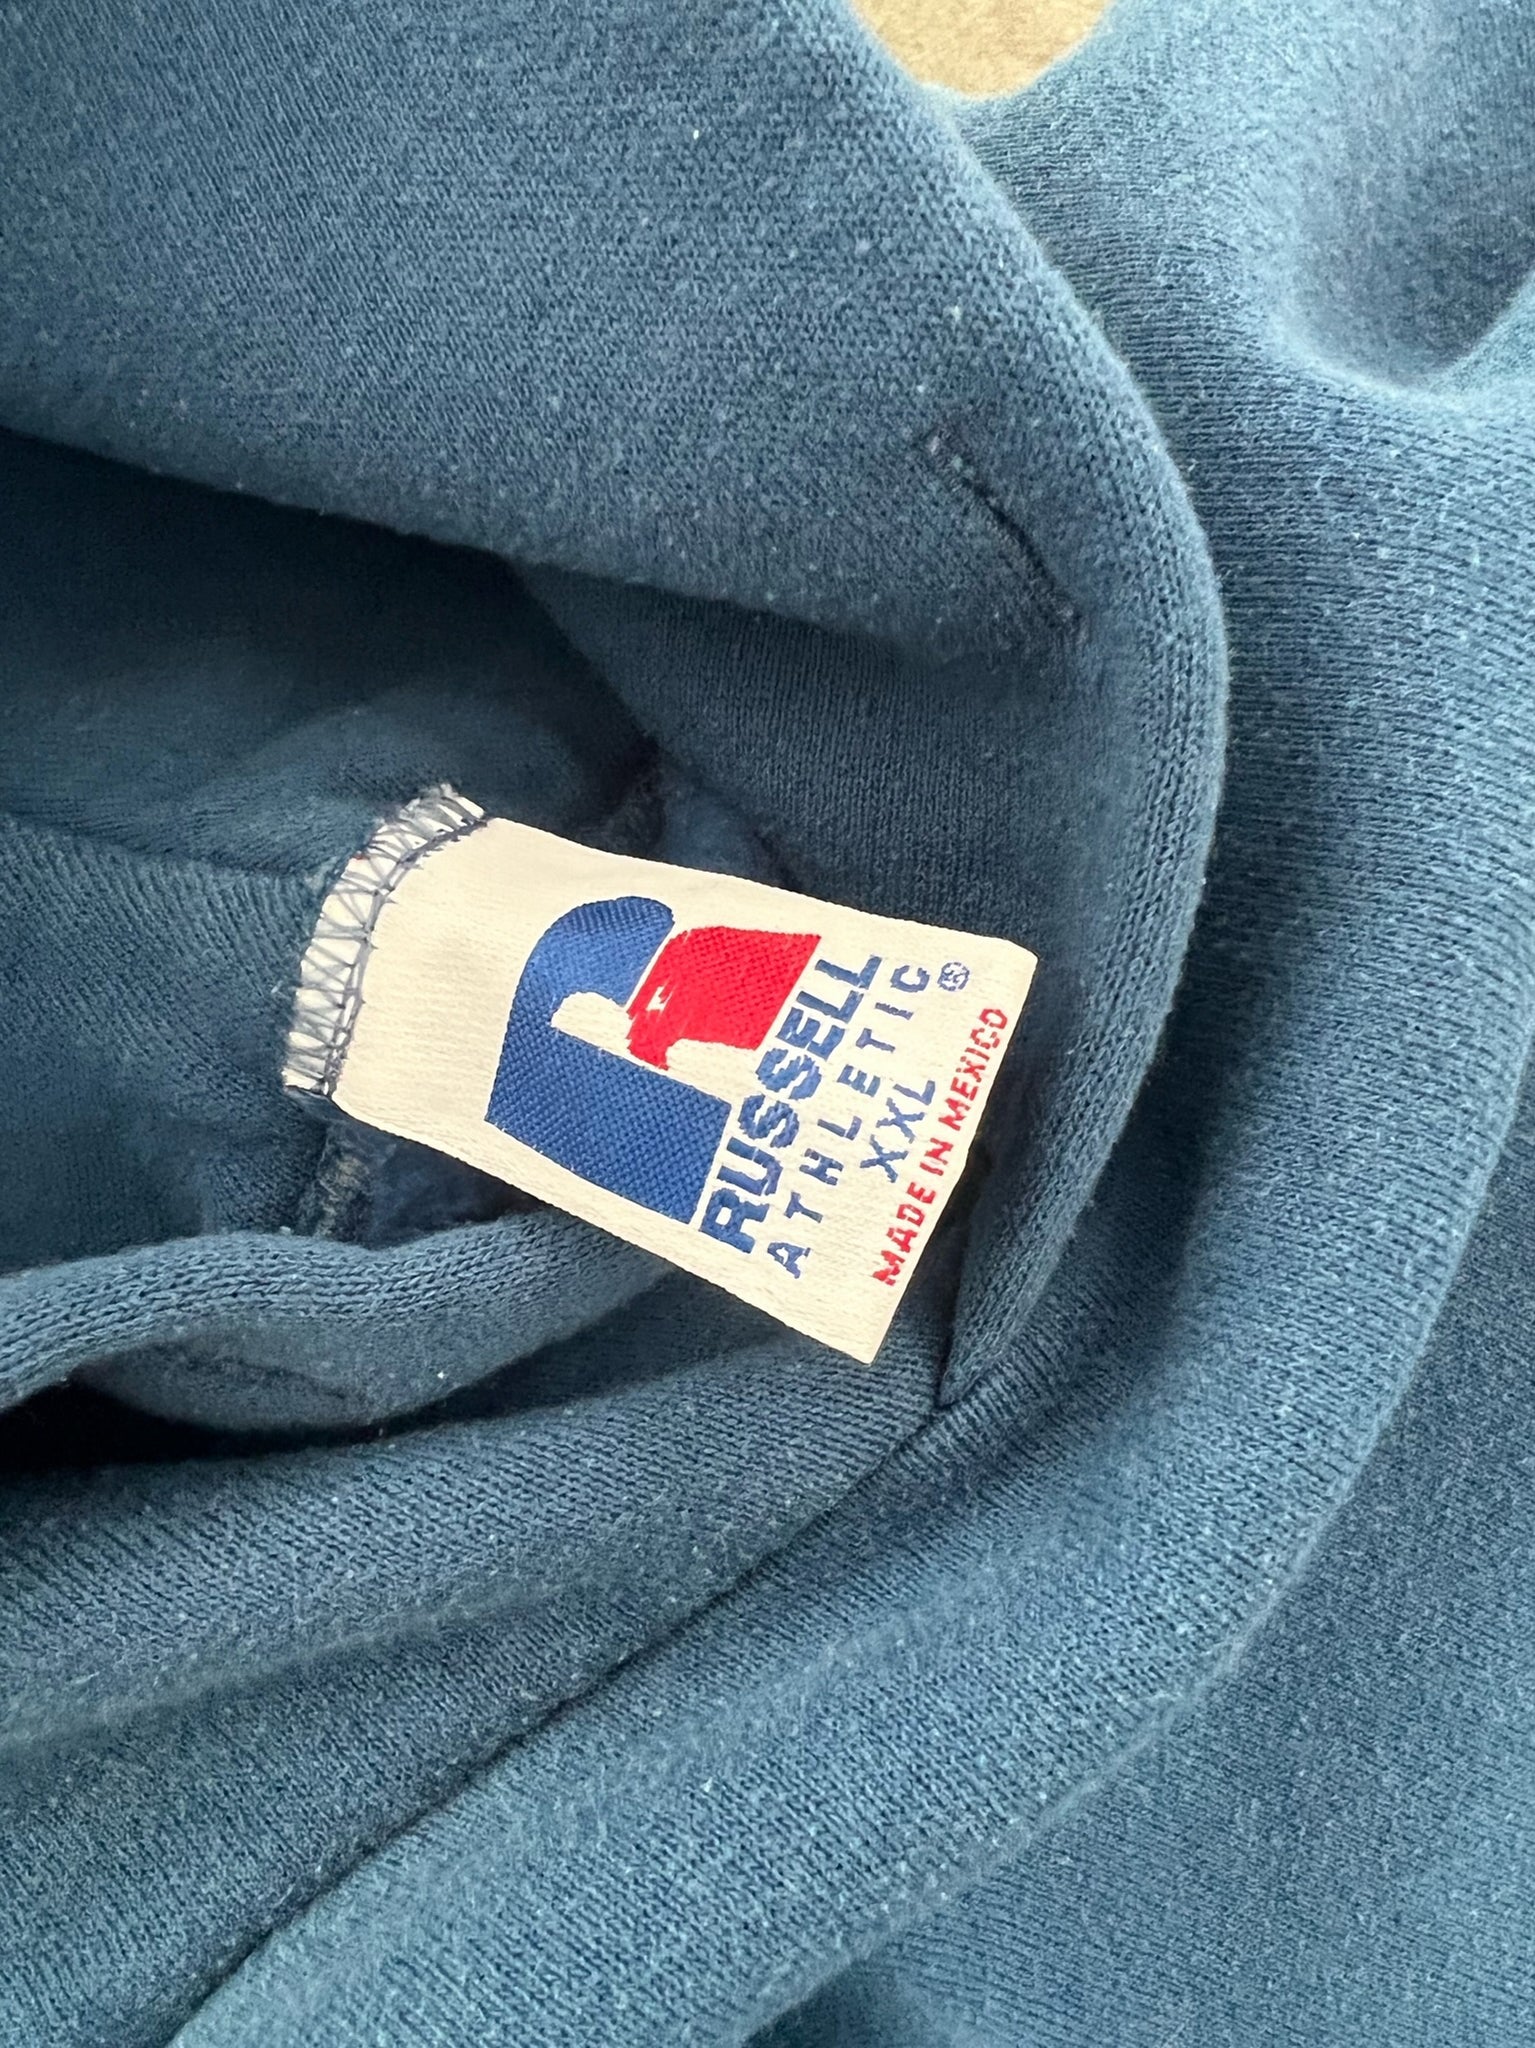 RUSSELL
ATHLETIC®
XXL
MADE IN MEXICO